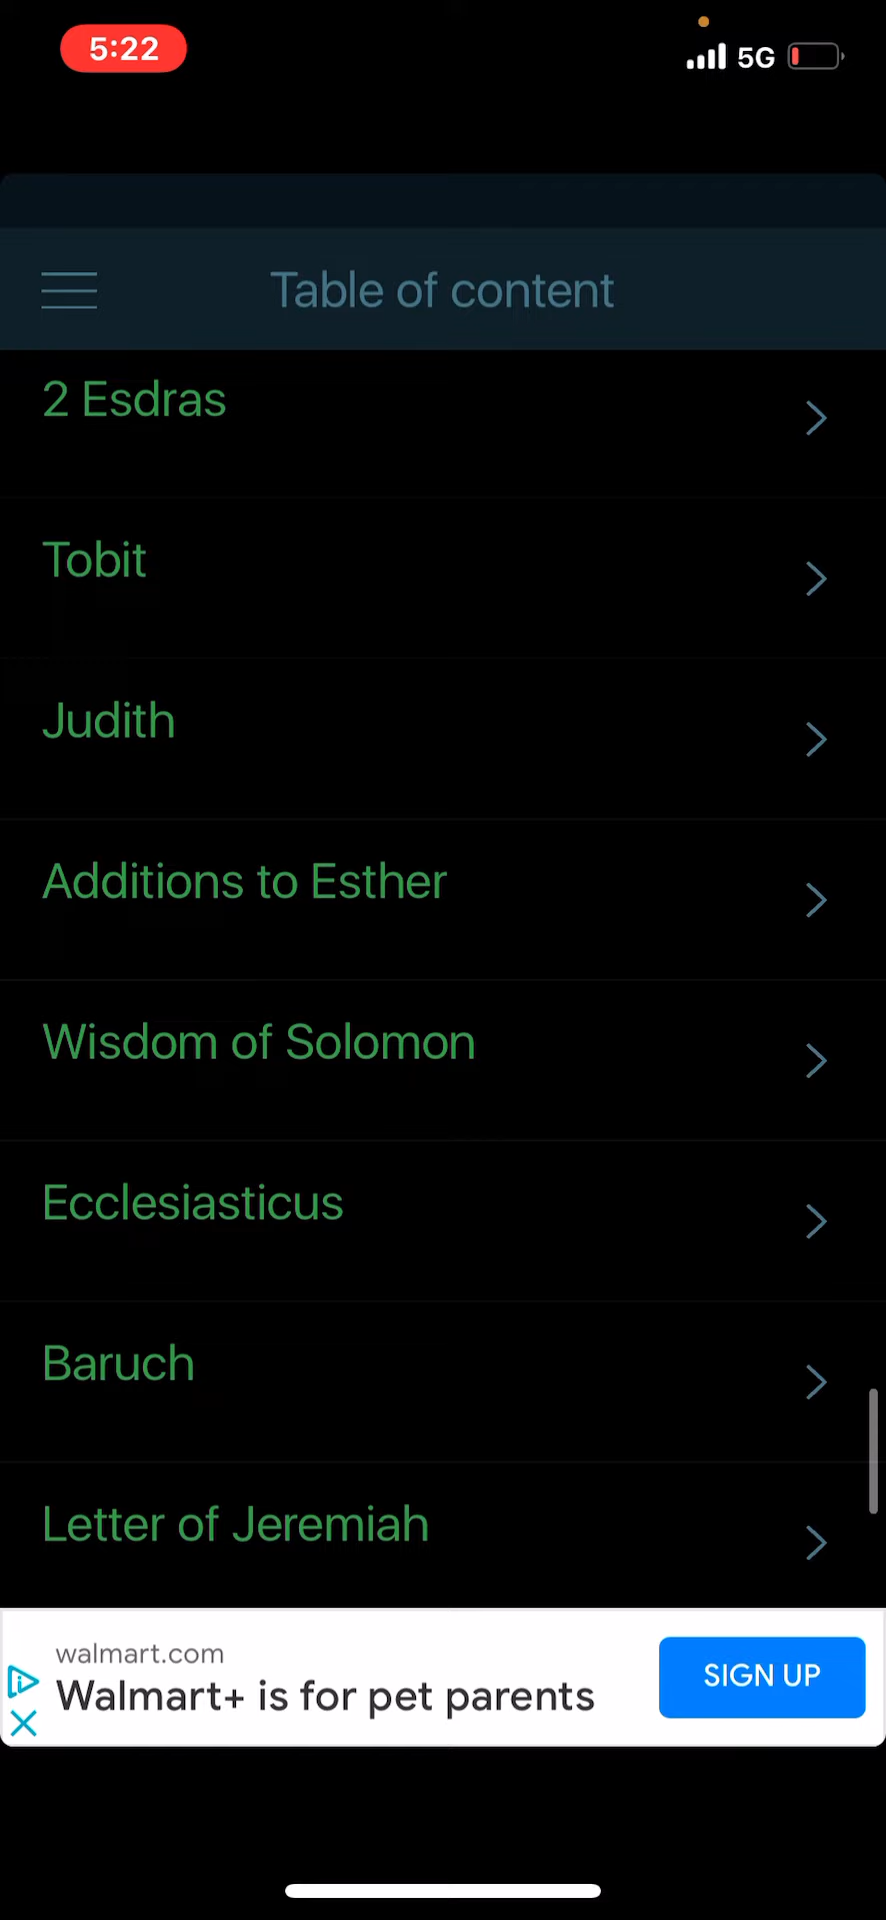 5:22
5G
Table of content
2 Esdras
Tobit
Judith
Additions to Esther
Wisdom of Solomon
Ecclesiasticus
Baruch
Letter of Jeremiah
walmart.com
Walmart+ is for pet parents
SIGN UP